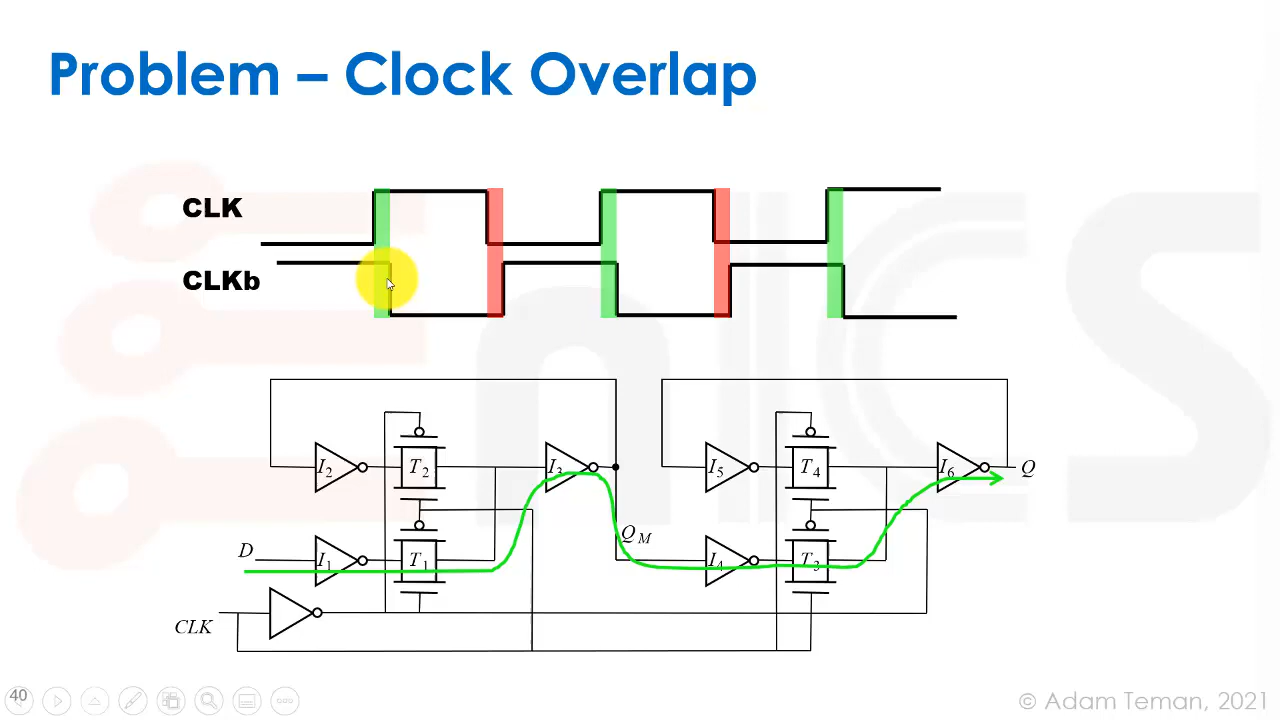 Problem – Clock Overlap
CLK
CLKb
I2
T2
I3
I5
T4
I6
Q
D
I1
T1
QM
I4
T3
CLK
40
© Adam Teman, 2021